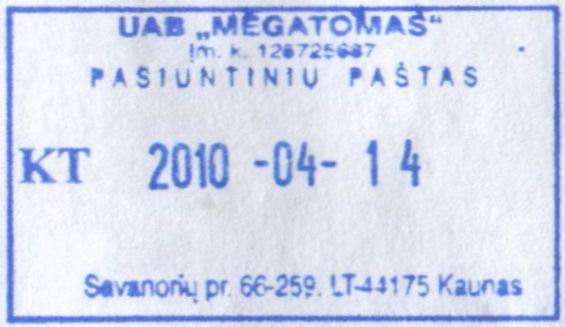 UAB „MEGATOMAS“
Įm. k. 126725687
PASIUNTINIŲ PAŠTAS
KT 2010 -04- 14
Savanorių pr. 66-259. LT-44175 Kaunas